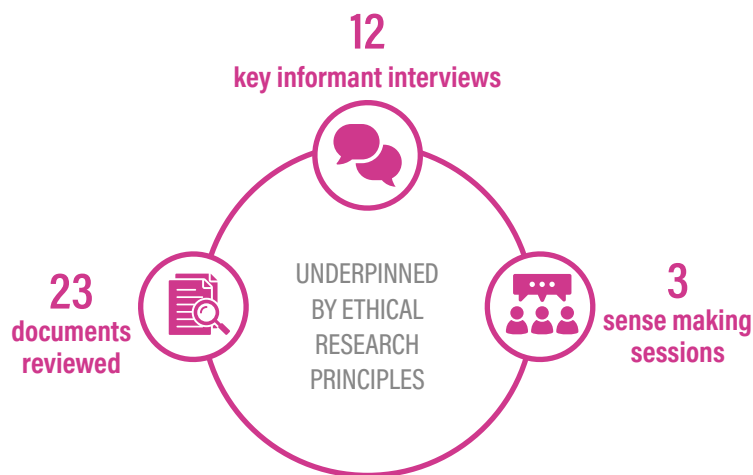 12
key informant interviews
23
documents
reviewed
UNDERPINNED
BY ETHICAL
RESEARCH
PRINCIPLES
3
sense making
sessions